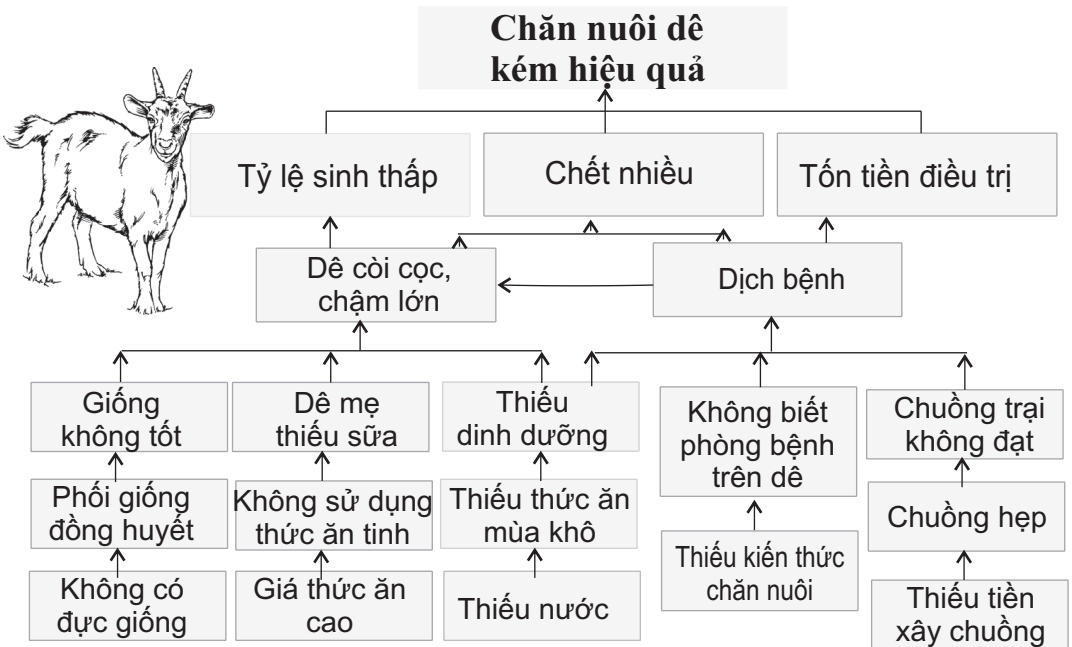 Chăn nuôi dê
kém hiệu quả
Tỷ lệ sinh thấp
Chết nhiều
Tốn tiền điều trị
Dê còi cọc,
chậm lớn
Dịch bệnh
Giống
không tốt
Dê mẹ
thiếu sữa
Thiếu
dinh dưỡng
Không biết
phòng bệnh
trên dê
Chuồng trại
không đạt
Phối giống
đồng huyết
Không sử dụng
thức ăn tinh
Thiếu thức ăn
mùa khô
Chuồng hẹp
Không có
đực giống
Giá thức ăn
cao
Thiếu nước
Thiếu kiến thức
chăn nuôi
Thiếu tiền
xây chuồng